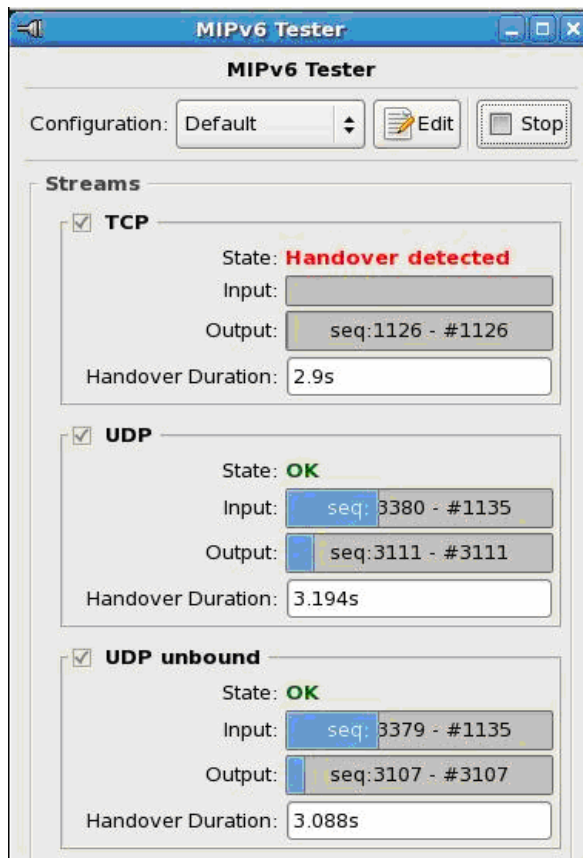 MIPv6 Tester
MIPv6 Tester
Configuration: Default Edit Stop
Streams
TCP
State: Handover detected
Input:
Output: seq:1126 - #1126
Handover Duration: 2.9s
UDP
State: OK
Input: seq: 3380 - #1135
Output: seq:3111 - #3111
Handover Duration: 3.194s
UDP unbound
State: OK
Input: seq: 3379 - #1135
Output: seq:3107 - #3107
Handover Duration: 3.088s